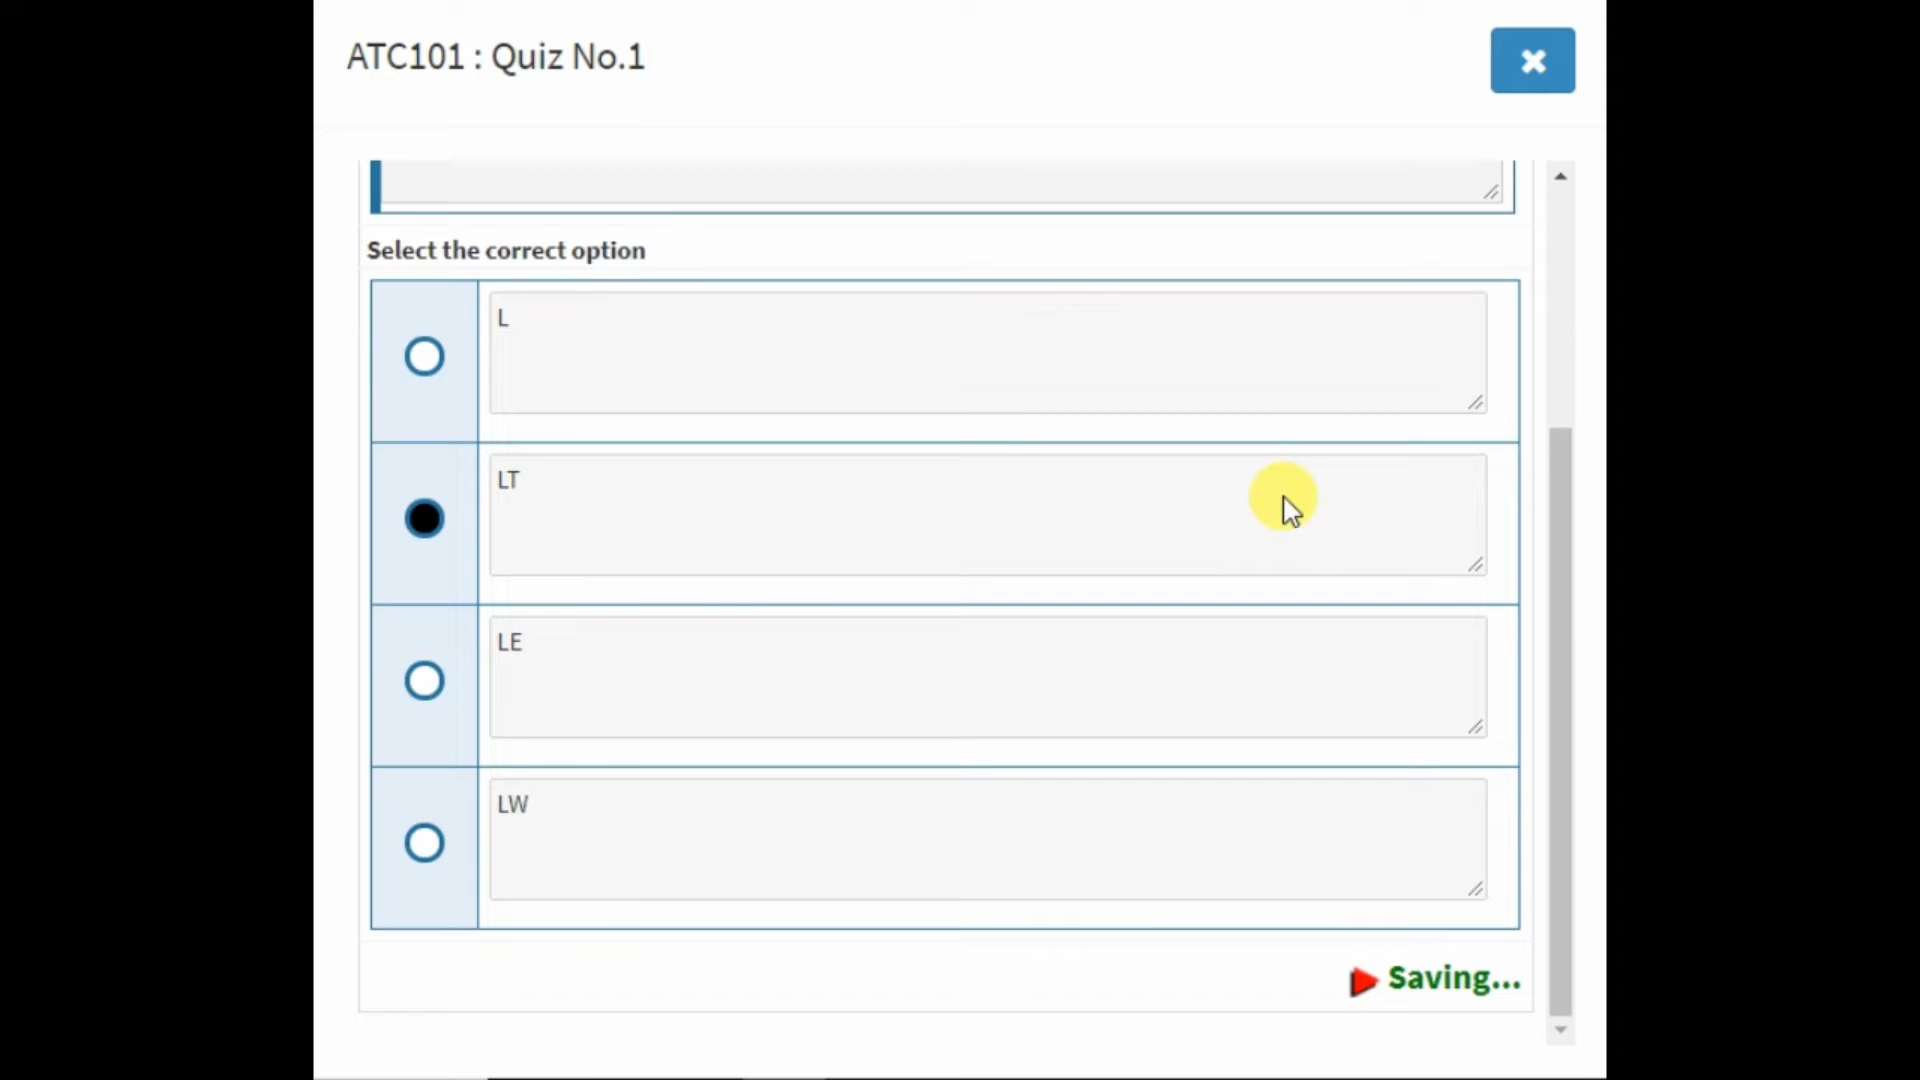 ATC101 : Quiz No.1
Select the correct option
L
LT
LE
LW
Saving...